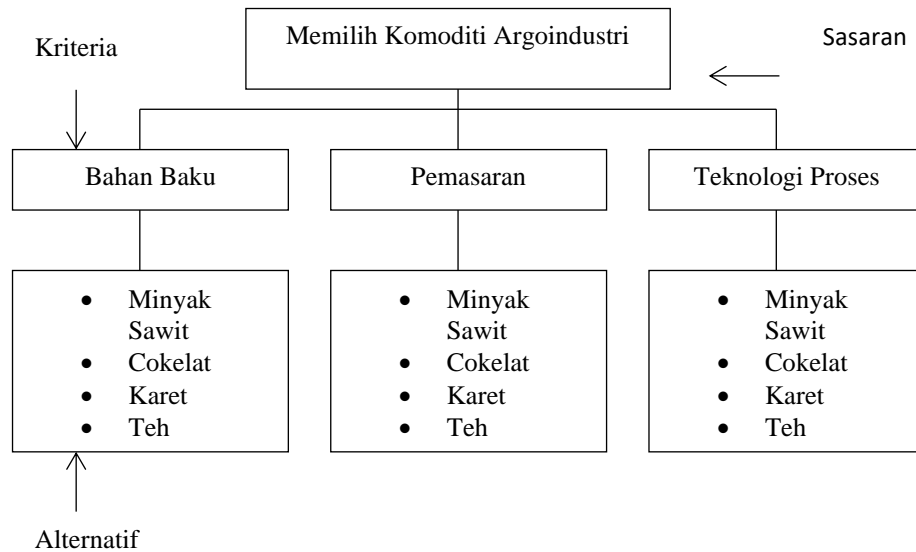 Kriteria
Memilih Komoditi Argoindustri
Sasaran
Bahan Baku
Pemasaran
Teknologi Proses
• Minyak
Sawit
• Cokelat
• Karet
• Teh
• Minyak
Sawit
• Cokelat
• Karet
• Teh
• Minyak
Sawit
• Cokelat
• Karet
• Teh
Alternatif